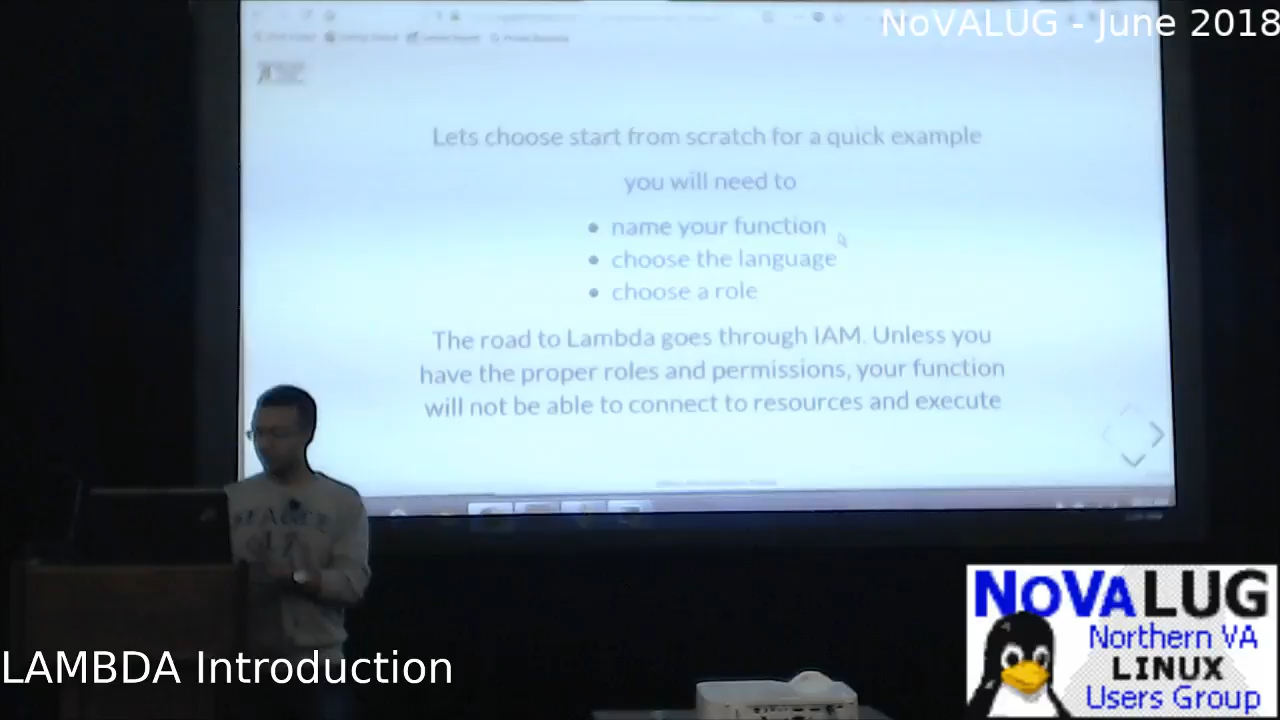 NoVALUG - June 2018
Lets choose start from scratch for a quick example
you will need to
name your function
choose the language
choose a role
The road to Lambda goes through IAM. Unless you
have the proper roles and permissions, your function
will not be able to connect to resources and execute
LAMBDA Introduction
NoVALUG
Northern VA
LINUX
Users Group